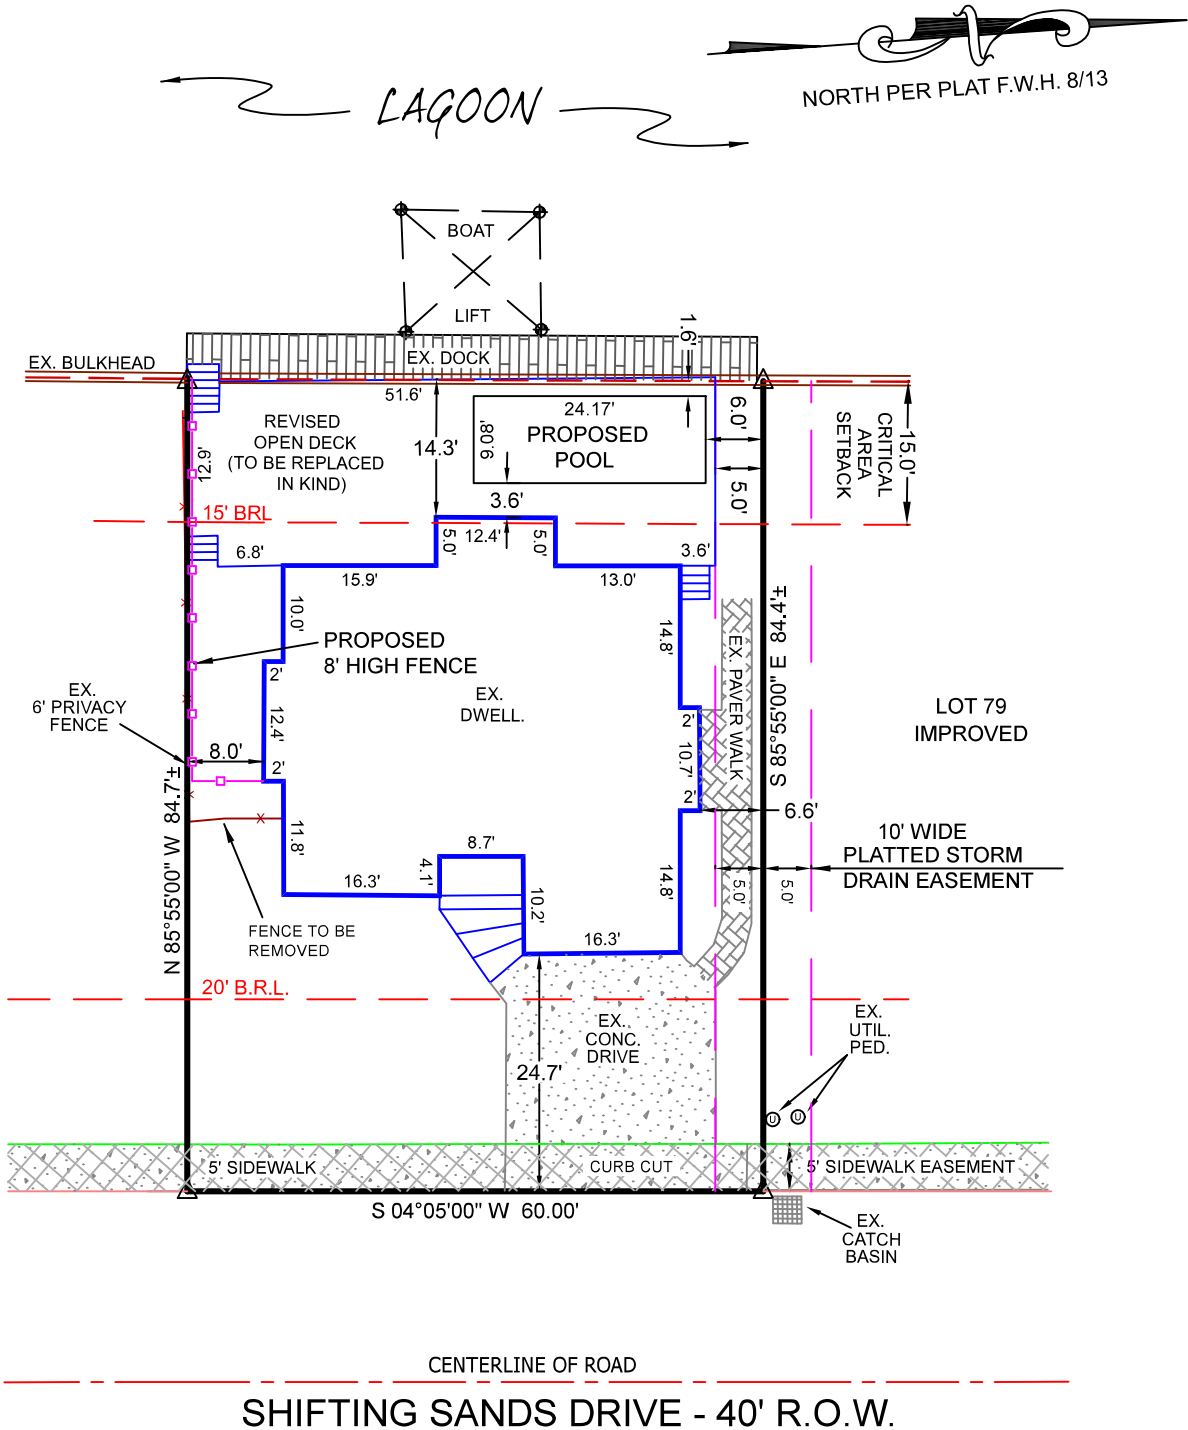 NORTH PER PLAT F.W.H. 8/13
LAGOON
BOAT
LIFT
EX. DOCK
1.6'
EX. BULKHEAD
51.6'
REVISED
OPEN DECK
(TO BE REPLACED
IN KIND)
12.9'
14.3'
24.17'
9.08'
PROPOSED
POOL
3.6'
6.0'
5.0'
CRITICAL
AREA
SETBACK
15.0'
15' BRL
6.8'
15.9'
5.0'
12.4'
5.0'
13.0'
3.6'
10.0'
PROPOSED
8' HIGH FENCE
14.8'
EX. PAVER WALK
S 85°55'00" E 84.4'±
2'
EX.
6' PRIVACY
FENCE
EX.
DWELL.
2'
LOT 79
IMPROVED
12.4'
8.0'
10.7'
2'
2'
6.6'
N 85°55'00" W 84.7'±
11.8'
8.7'
4.1'
16.3'
10.2'
14.8'
5.0'
5.0'
10' WIDE
PLATTED STORM
DRAIN EASEMENT
FENCE TO BE
REMOVED
16.3'
20' B.R.L.
EX.
CONC.
DRIVE
24.7'
EX.
UTIL.
PED.
U
U
5' SIDEWALK
CURB CUT
5' SIDEWALK EASEMENT
S 04°05'00" W 60.00'
EX.
CATCH
BASIN
CENTERLINE OF ROAD
SHIFTING SANDS DRIVE - 40' R.O.W.